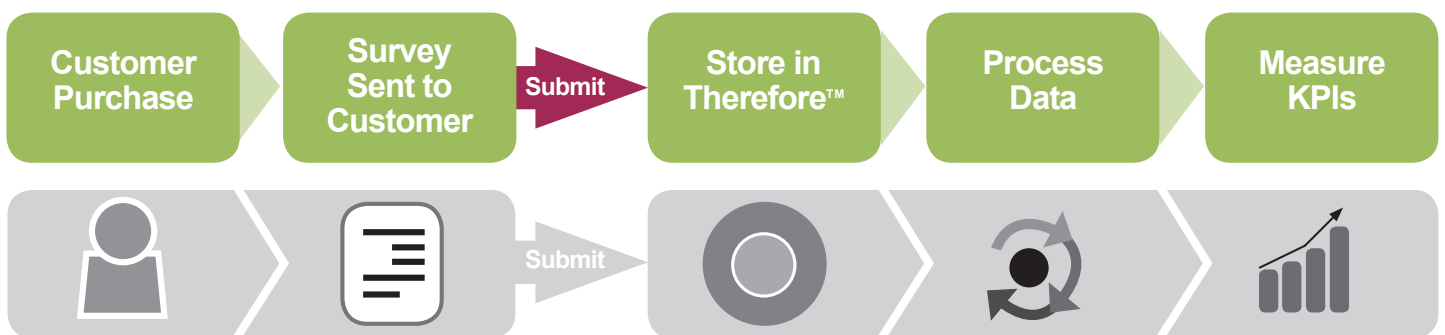 Customer
Purchase
Survey
Sent to
Customer
Submit
Store in
Therefore™
Process
Data
Measure
KPIs
Submit